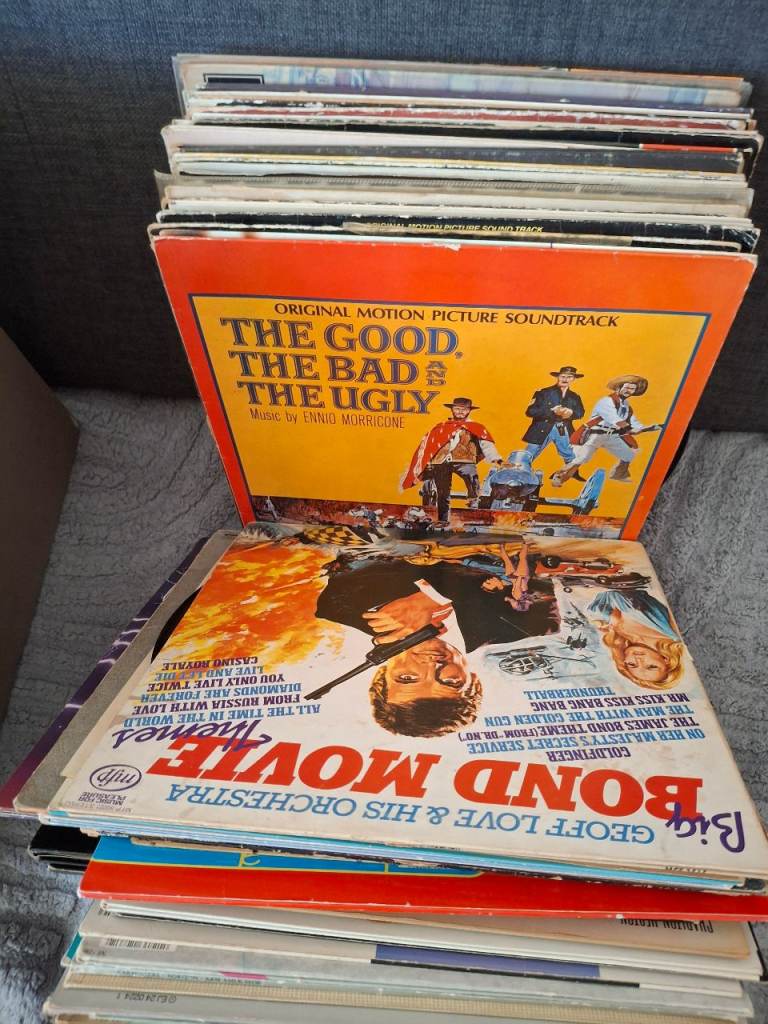 ORIGINAL MOTION PICTURE SOUND TRACK
ORIGINAL MOTION PICTURE SOUNDTRACK
THE GOOD,
THE BAD AND
THE UGLY
Music by ENNIO MORRICONE
GEOFF LOVE & HIS ORCHESTRA
Big
BOND MOVIE
Themes
mfp
MUSIC FOR
PLEASURE
GOLDFINGER
ON HER MAJESTY'S SECRET SERVICE
THE JAMES BOND THEME (FROM "DR.NO")
THE MAN WITH THE GOLDEN GUN
MR.KISS KISS BANG BANG
THUNDERBALL
ALL THE TIME IN THE WORLD
FROM RUSSIA WITH LOVE
DIAMONDS ARE FOREVER
YOU ONLY LIVE TWICE
LIVE AND LET DIE
CASINO ROYALE